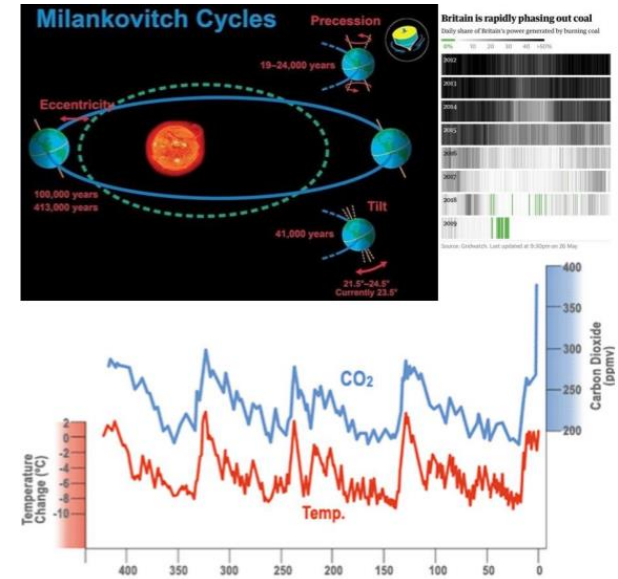 Milankovitch Cycles
Precession
19–24,000 years
Eccentricity
100,000 years
413,000 years
Tilt
41,000 years
21.5°–24.5°
Currently 23.5°
Britain is rapidly phasing out coal
Daily share of Britain's power generated by burning coal
0% 10 20 30 40 >50%
2012
2013
2014
2015
2016
2017
2018
2019
Source: Gridwatch. Last updated at
CO2
Temp.
Temperature
Change (°C)
2
0
-2
-4
-6
-8
-10
400
350
300
250
200
Carbon Dioxide
(ppmv)
400 350 300 250 200 150 100 50 0